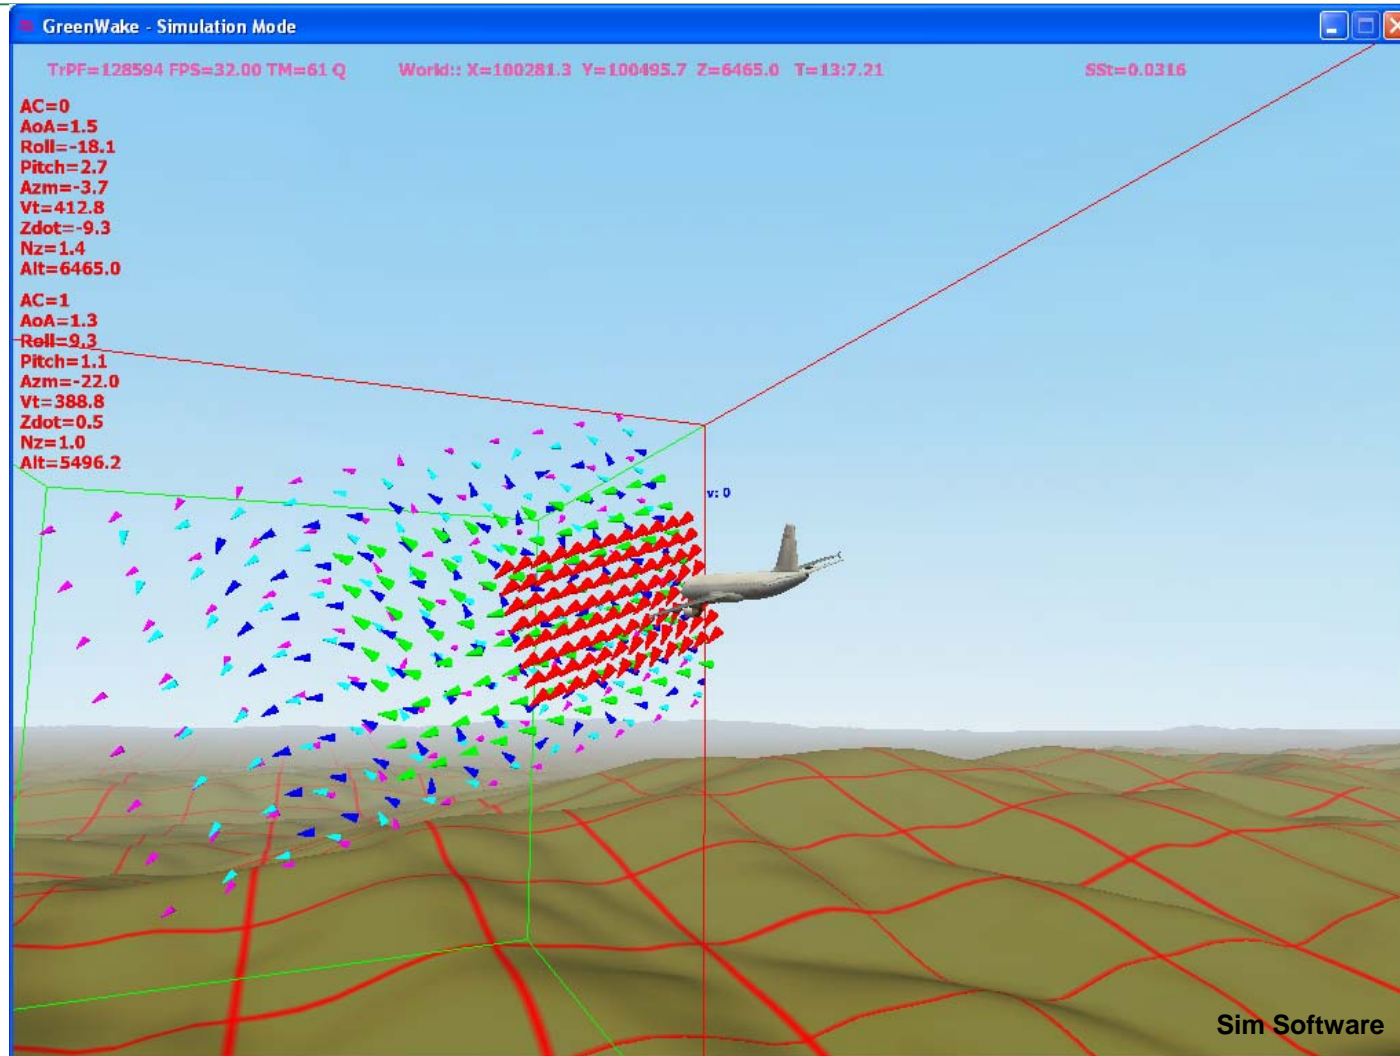 GreenWake - Simulation Mode
TrPF=128594 FPS=32.00 TM=61 Q World:: X=100281.3 Y=100495.7 Z=6465.0 T=13:7.21 SSt=0.0316
AC=0
AoA=1.5
Roll=-18.1
Pitch=2.7
Azm=-3.7
Vt=412.8
Zdot=-9.3
Nz=1.4
Alt=6465.0
AC=1
AoA=1.3
Roll=9.3
Pitch=1.1
Azm=-22.0
Vt=388.8
Zdot=0.5
Nz=1.0
Alt=5496.2
v: 0
Sim Software